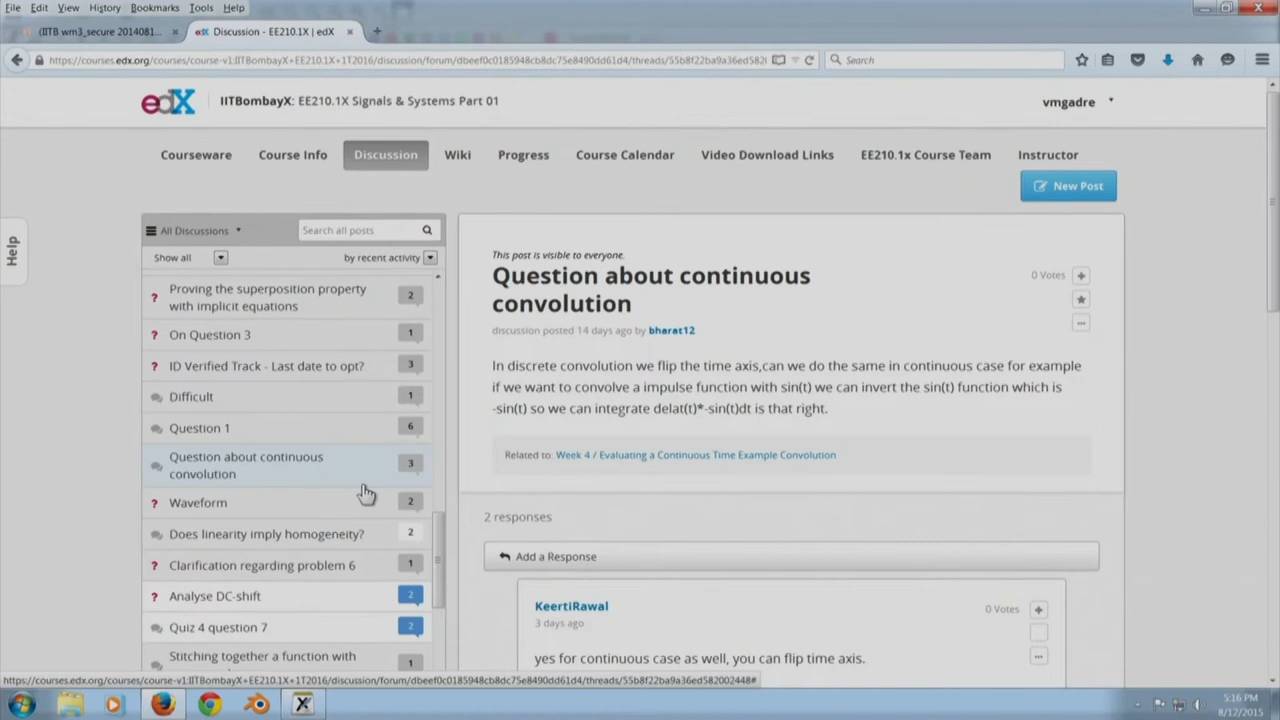 File Edit View History Bookmarks Tools Help
(IITB wm3_secure 2014081... × Discussion - EE210.1X | edX × +
https://courses.edx.org/courses/course-v1:IITBombayX+EE210.1X+1T2016/discussion/forum/dbeef0c0185948cb8dc75e8490dd61d4/threads/55b8f22ba9a36ed582 Search
edX IITBombayX: EE210.1X Signals & Systems Part 01 vmgadre
Courseware Course Info Discussion Wiki Progress Course Calendar Video Download Links EE210.1x Course Team Instructor
New Post
Help
All Discussions Search all posts
Show all by recent activity
? Proving the superposition property 2
with implicit equations
? On Question 3 1
? ID Verified Track - Last date to opt? 3
Difficult 1
Question 1 6
Question about continuous 3
convolution
? Waveform 2
Does linearity imply homogeneity? 2
? Clarification regarding problem 6 1
? Analyse DC-shift 2
Quiz 4 question 7 2
Stitching together a function with 1
This post is visible to everyone.
Question about continuous
convolution
0 Votes +
discussion posted 14 days ago by bharat12
In discrete convolution we flip the time axis,can we do the same in continuous case for example
if we want to convolve a impulse function with sin(t) we can invert the sin(t) function which is
-sin(t) so we can integrate delat(t)*-sin(t)dt is that right.
Related to: Week 4 / Evaluating a Continuous Time Example Convolution
2 responses
Add a Response
KeertiRawal 0 Votes +
3 days ago
yes for continuous case as well, you can flip time axis.
https://courses.edx.org/courses/course-v1:IITBombayX+EE210.1X+1T2016/discussion/forum/dbeef0c0185948cb8dc75e8490dd61d4/threads/55b8f22ba9a36ed582002448#
5:16 PM
8/12/2015